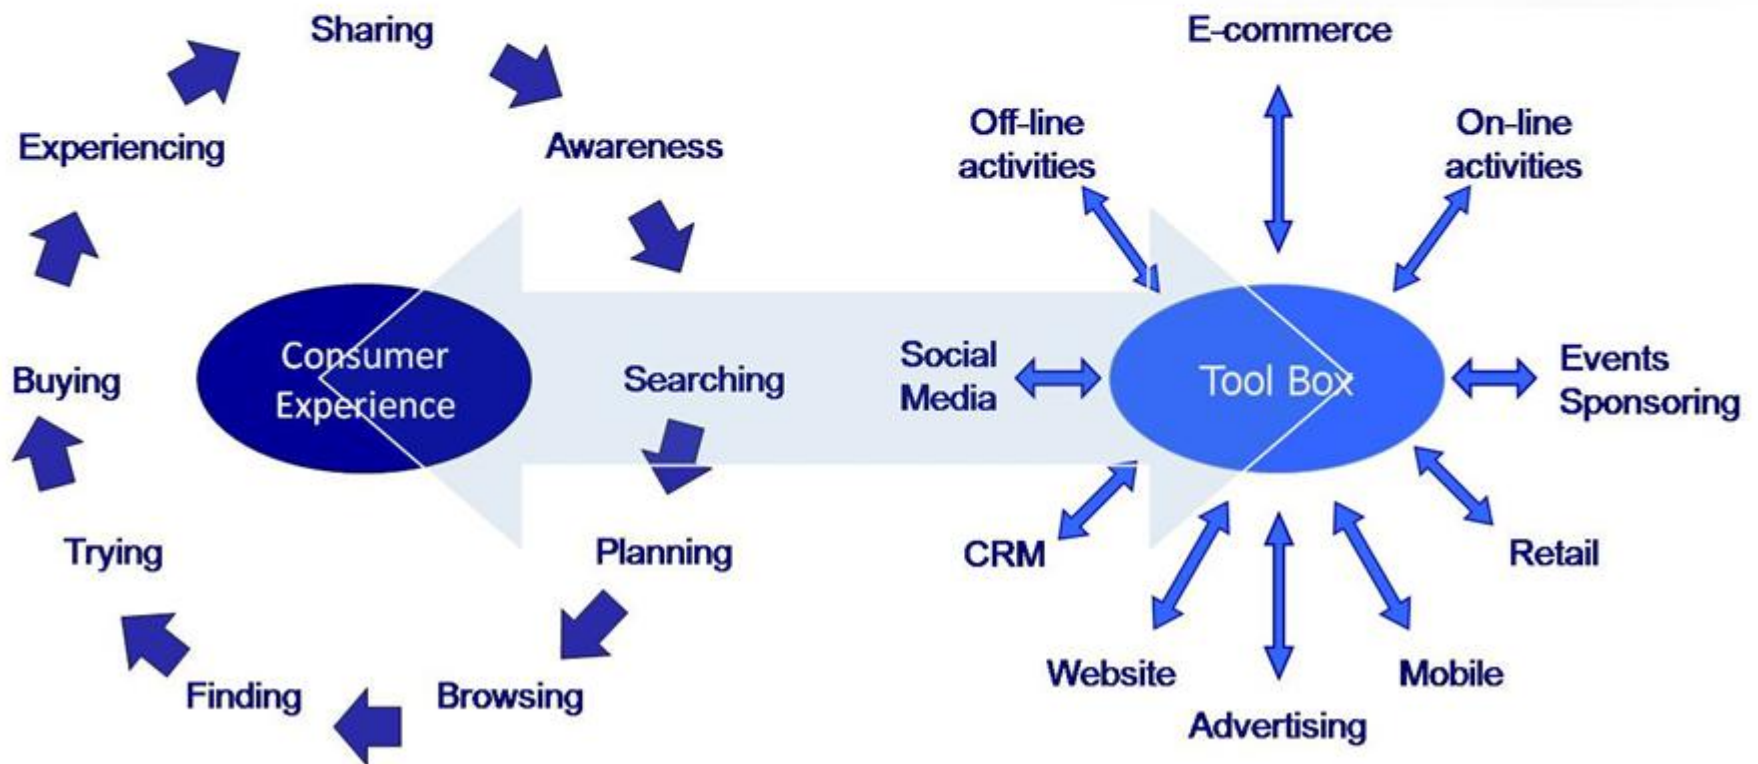 Sharing
Awareness
Searching
Planning
Browsing
Finding
Trying
Buying
Experiencing
Consumer
Experience
E-commerce
On-line
activities
Events
Sponsoring
Retail
Mobile
Advertising
Website
CRM
Social
Media
Off-line
activities
Tool Box